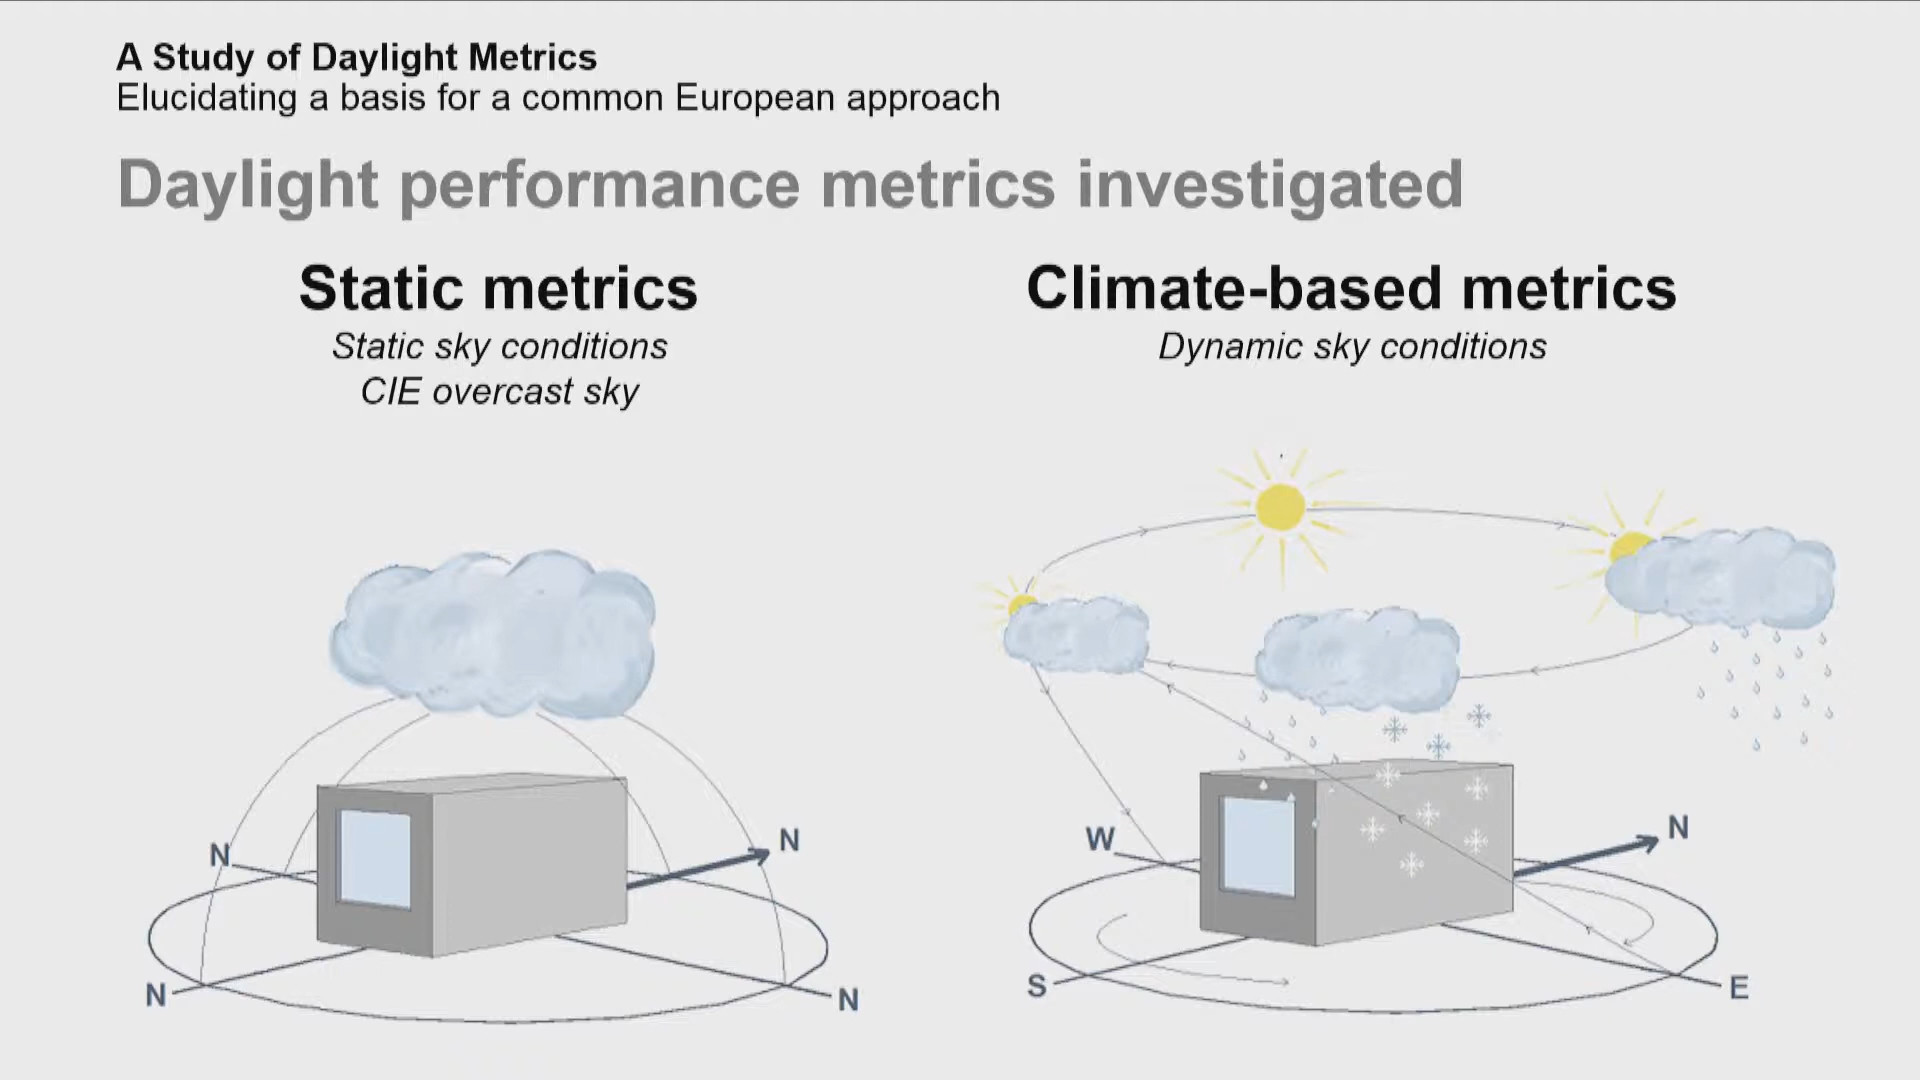 A Study of Daylight Metrics
Elucidating a basis for a common European approach
Daylight performance metrics investigated
Static metrics
Static sky conditions
CIE overcast sky
N
N
N
N
Climate-based metrics
Dynamic sky conditions
W
N
S
E